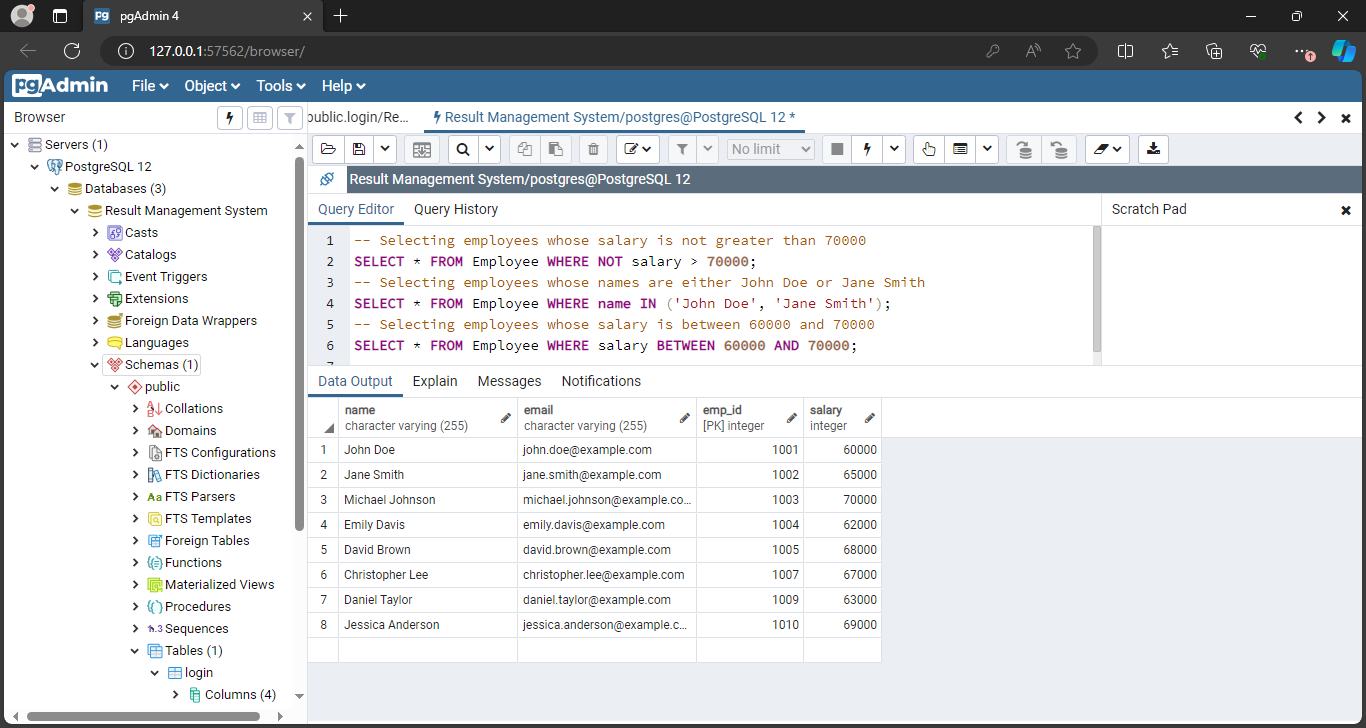 pgAdmin 4
127.0.0.1:57562/browser/
pgAdmin File Object Tools Help
Browser
public.login/Re... Result Management System/postgres@PostgreSQL 12 *
No limit
Result Management System/postgres@PostgreSQL 12
Query Editor Query History Scratch Pad
1 -- Selecting employees whose salary is not greater than 70000
2 SELECT * FROM Employee WHERE NOT salary > 70000;
3 -- Selecting employees whose names are either John Doe or Jane Smith
4 SELECT * FROM Employee WHERE name IN ('John Doe', 'Jane Smith');
5 -- Selecting employees whose salary is between 60000 and 70000
6 SELECT * FROM Employee WHERE salary BETWEEN 60000 AND 70000;
Servers (1)
PostgreSQL 12
Databases (3)
Result Management System
Casts
Catalogs
Event Triggers
Extensions
Foreign Data Wrappers
Languages
Schemas (1)
public
Collations
Domains
FTS Configurations
FTS Dictionaries
FTS Parsers
FTS Templates
Foreign Tables
Functions
Materialized Views
Procedures
Sequences
Tables (1)
login
Columns (4)
Data Output Explain Messages Notifications
name email emp_id salary
character varying (255) character varying (255) [PK] integer integer
1 John Doe john.doe@example.com 1001 60000
2 Jane Smith jane.smith@example.com 1002 65000
3 Michael Johnson michael.johnson@example.co... 1003 70000
4 Emily Davis emily.davis@example.com 1004 62000
5 David Brown david.brown@example.com 1005 68000
6 Christopher Lee christopher.lee@example.com 1007 67000
7 Daniel Taylor daniel.taylor@example.com 1009 63000
8 Jessica Anderson jessica.anderson@example.c... 1010 69000